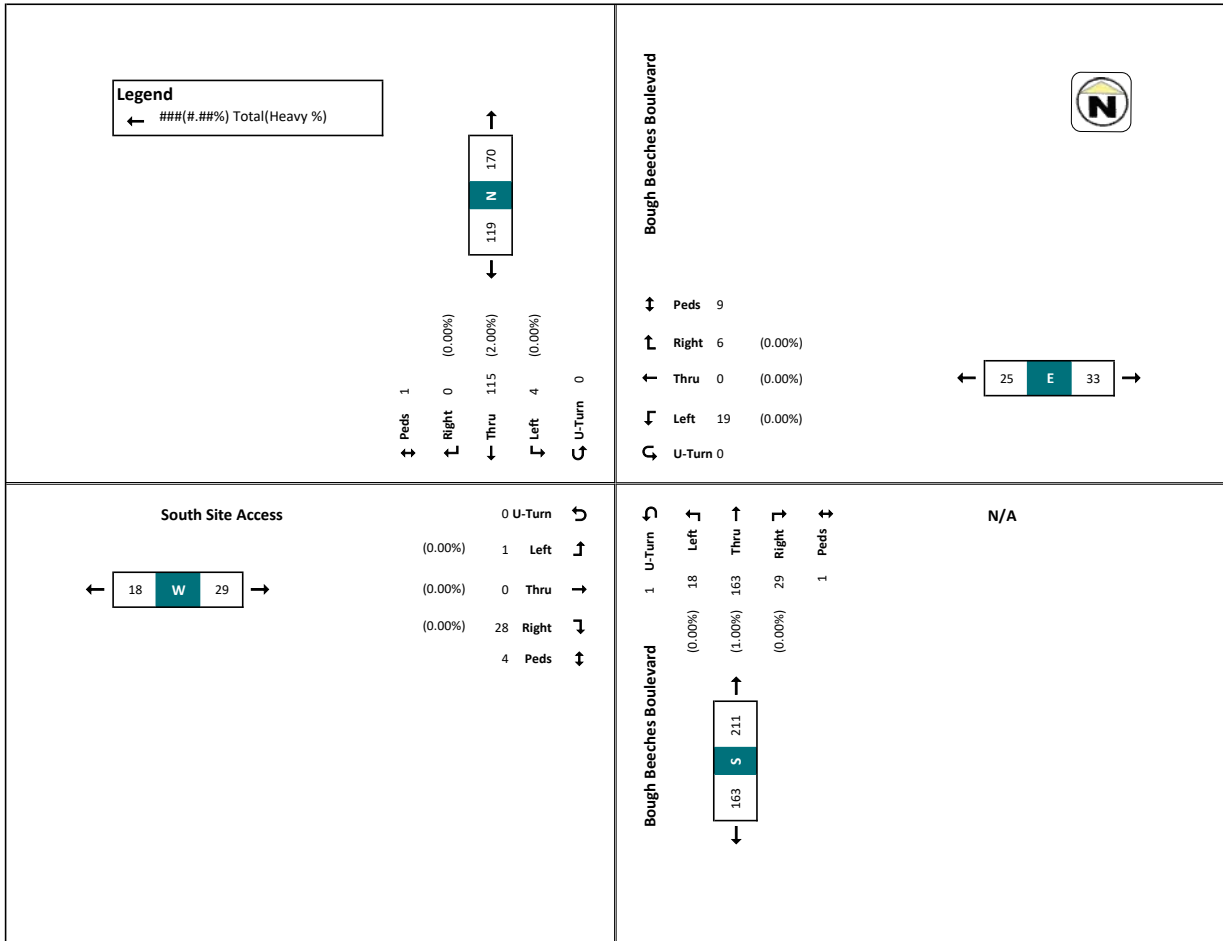 Legend
###(#.##%) Total(Heavy %)
170
N
119
Peds 1
Right 0 (0.00%)
Thru 115 (2.00%)
Left 4 (0.00%)
U-Turn 0
Bough Beeches Boulevard
N
Peds 9
Right 6 (0.00%)
Thru 0 (0.00%)
Left 19 (0.00%)
U-Turn 0
25 E 33
South Site Access
0 U-Turn
(0.00%) 1 Left
(0.00%) 0 Thru
(0.00%) 28 Right
4 Peds
18 W 29
1 U-Turn
(0.00%) 18 Left
(1.00%) 163 Thru
(0.00%) 29 Right
1 Peds
N/A
Bough Beeches Boulevard
211
S
163